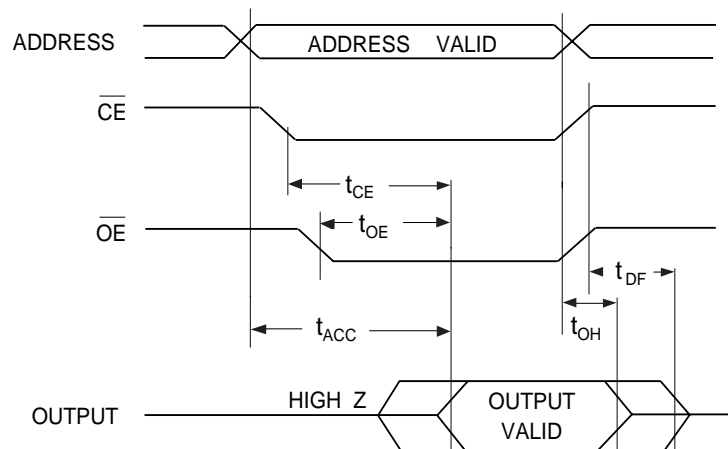 ADDRESS
ADDRESS VALID
CE
tCE
tOE
OE
tDF
tACC
tOH
HIGH Z
OUTPUT
OUTPUT
VALID